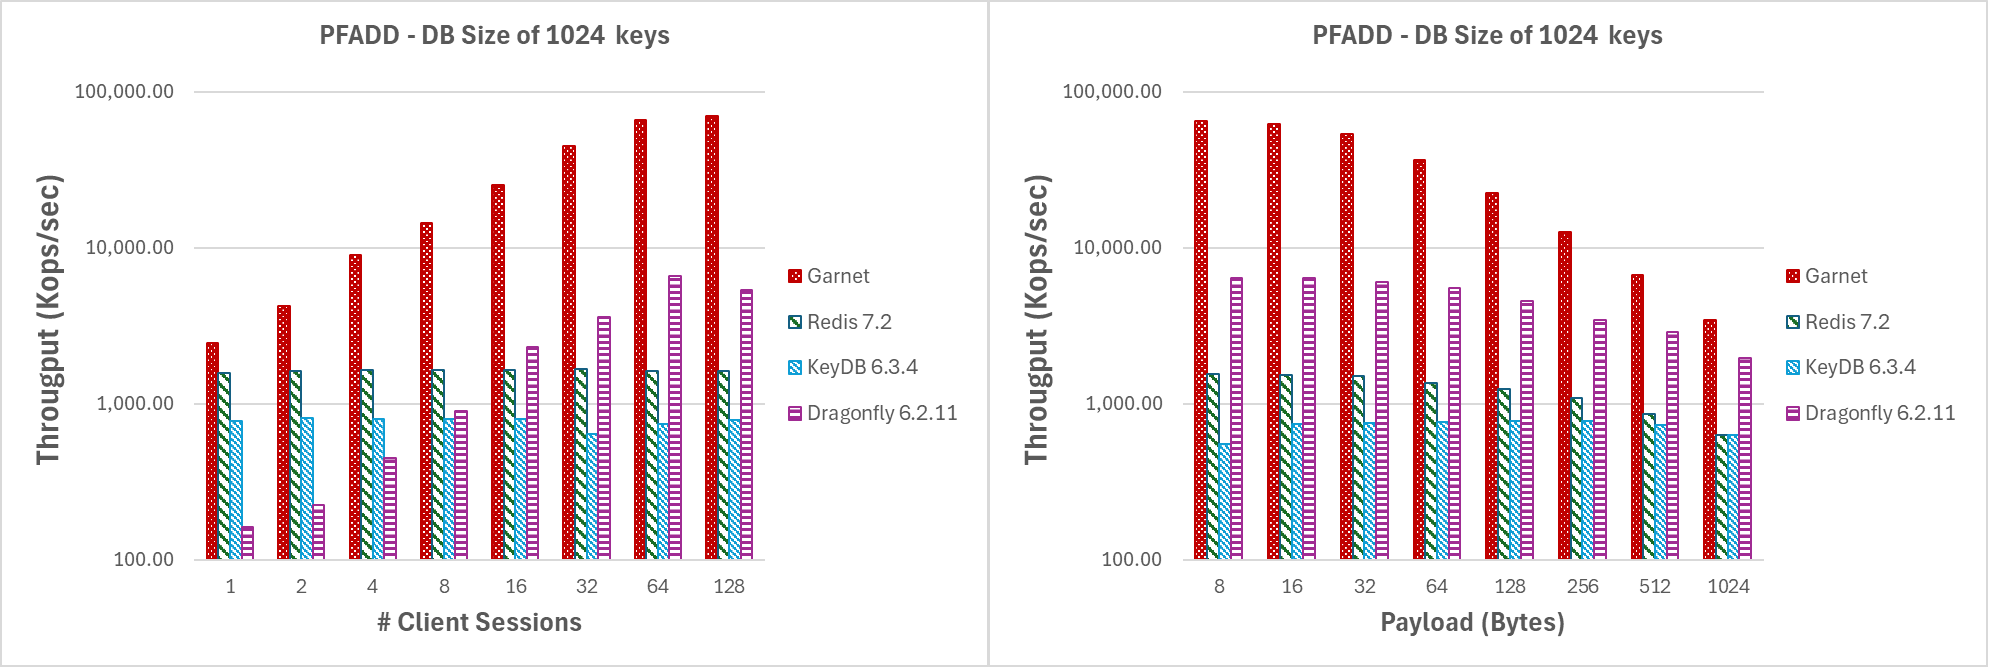 PFADD - DB Size of 1024 keys
Througput (Kops/sec)
100,000.00
10,000.00
1,000.00
100.00
1 2 4 8 16 32 64 128
# Client Sessions
Garnet
Redis 7.2
KeyDB 6.3.4
Dragonfly 6.2.11
PFADD - DB Size of 1024 keys
Througput (Kops/sec)
100,000.00
10,000.00
1,000.00
100.00
8 16 32 64 128 256 512 1024
Payload (Bytes)
Garnet
Redis 7.2
KeyDB 6.3.4
Dragonfly 6.2.11